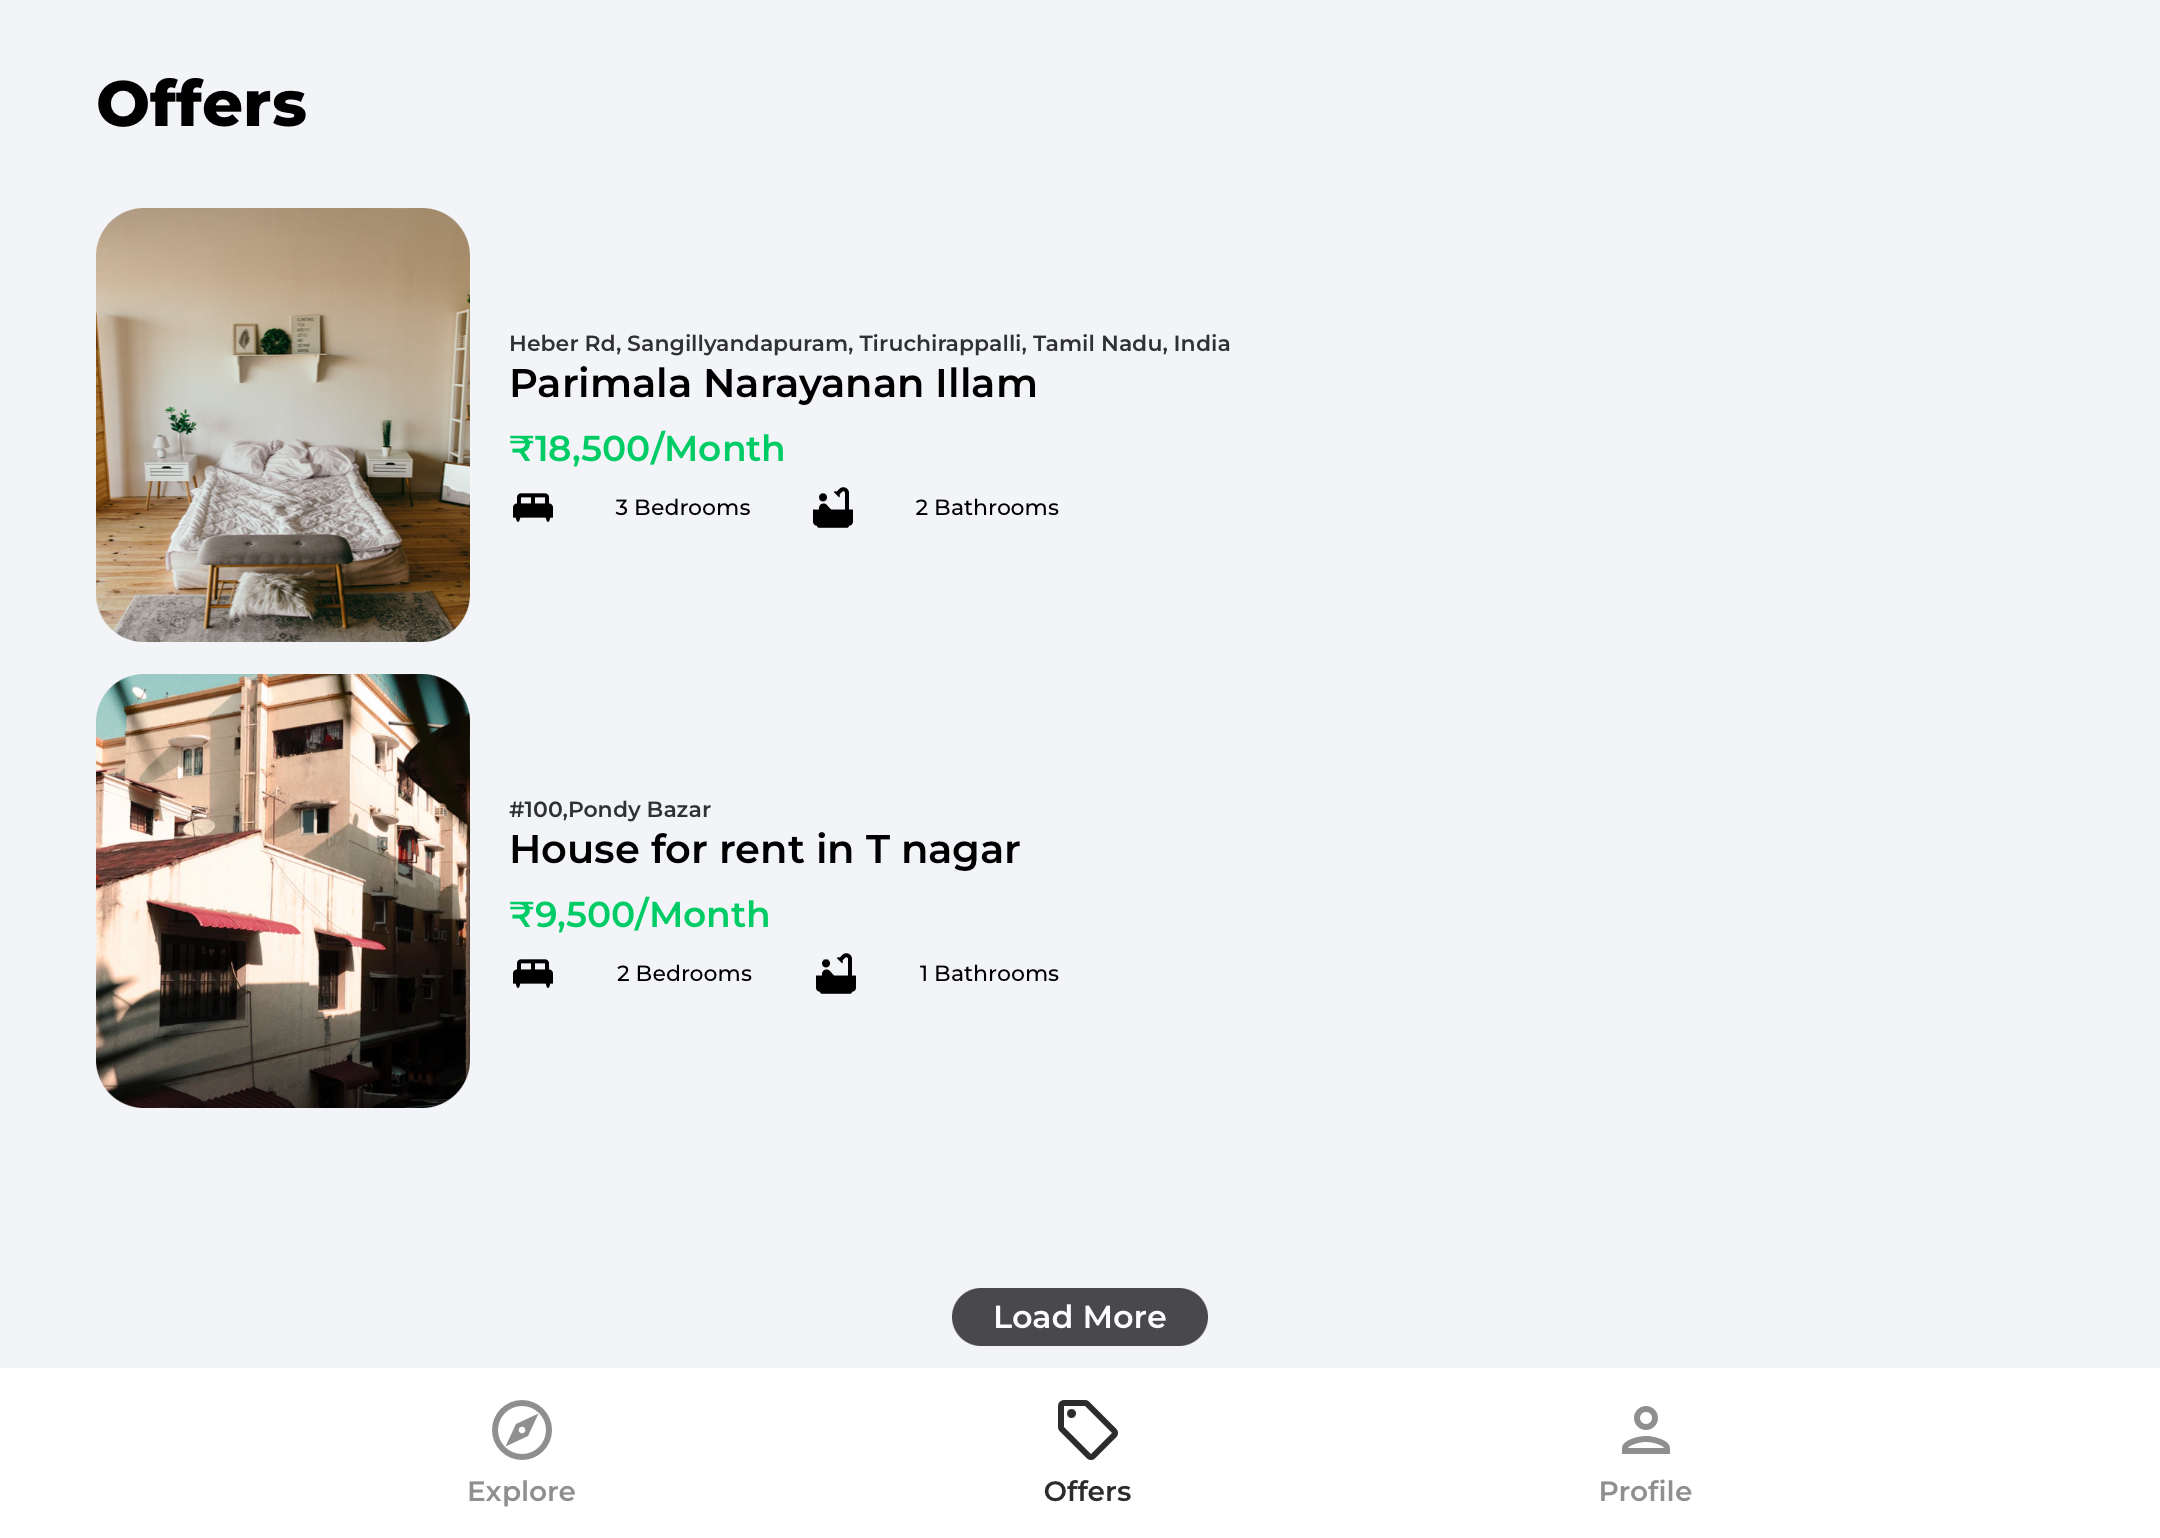 Offers
Heber Rd, Sangillyandapuram, Tiruchirappalli, Tamil Nadu, India
Parimala Narayanan Illam
₹18,500/Month
3 Bedrooms 2 Bathrooms
#100,Pondy Bazar
House for rent in T nagar
₹9,500/Month
2 Bedrooms 1 Bathrooms
Load More
Explore Offers Profile